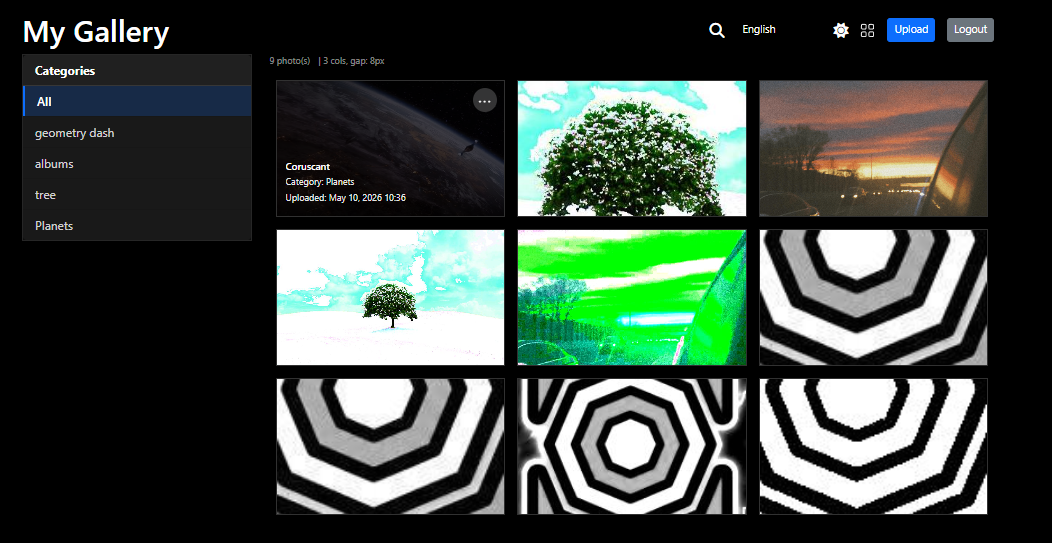 My Gallery
English
Upload
Logout
Categories
All
geometry dash
albums
tree
Planets
9 photo(s) | 3 cols, gap: 8px
Coruscant
Category: Planets
Uploaded: May 10, 2026 10:36